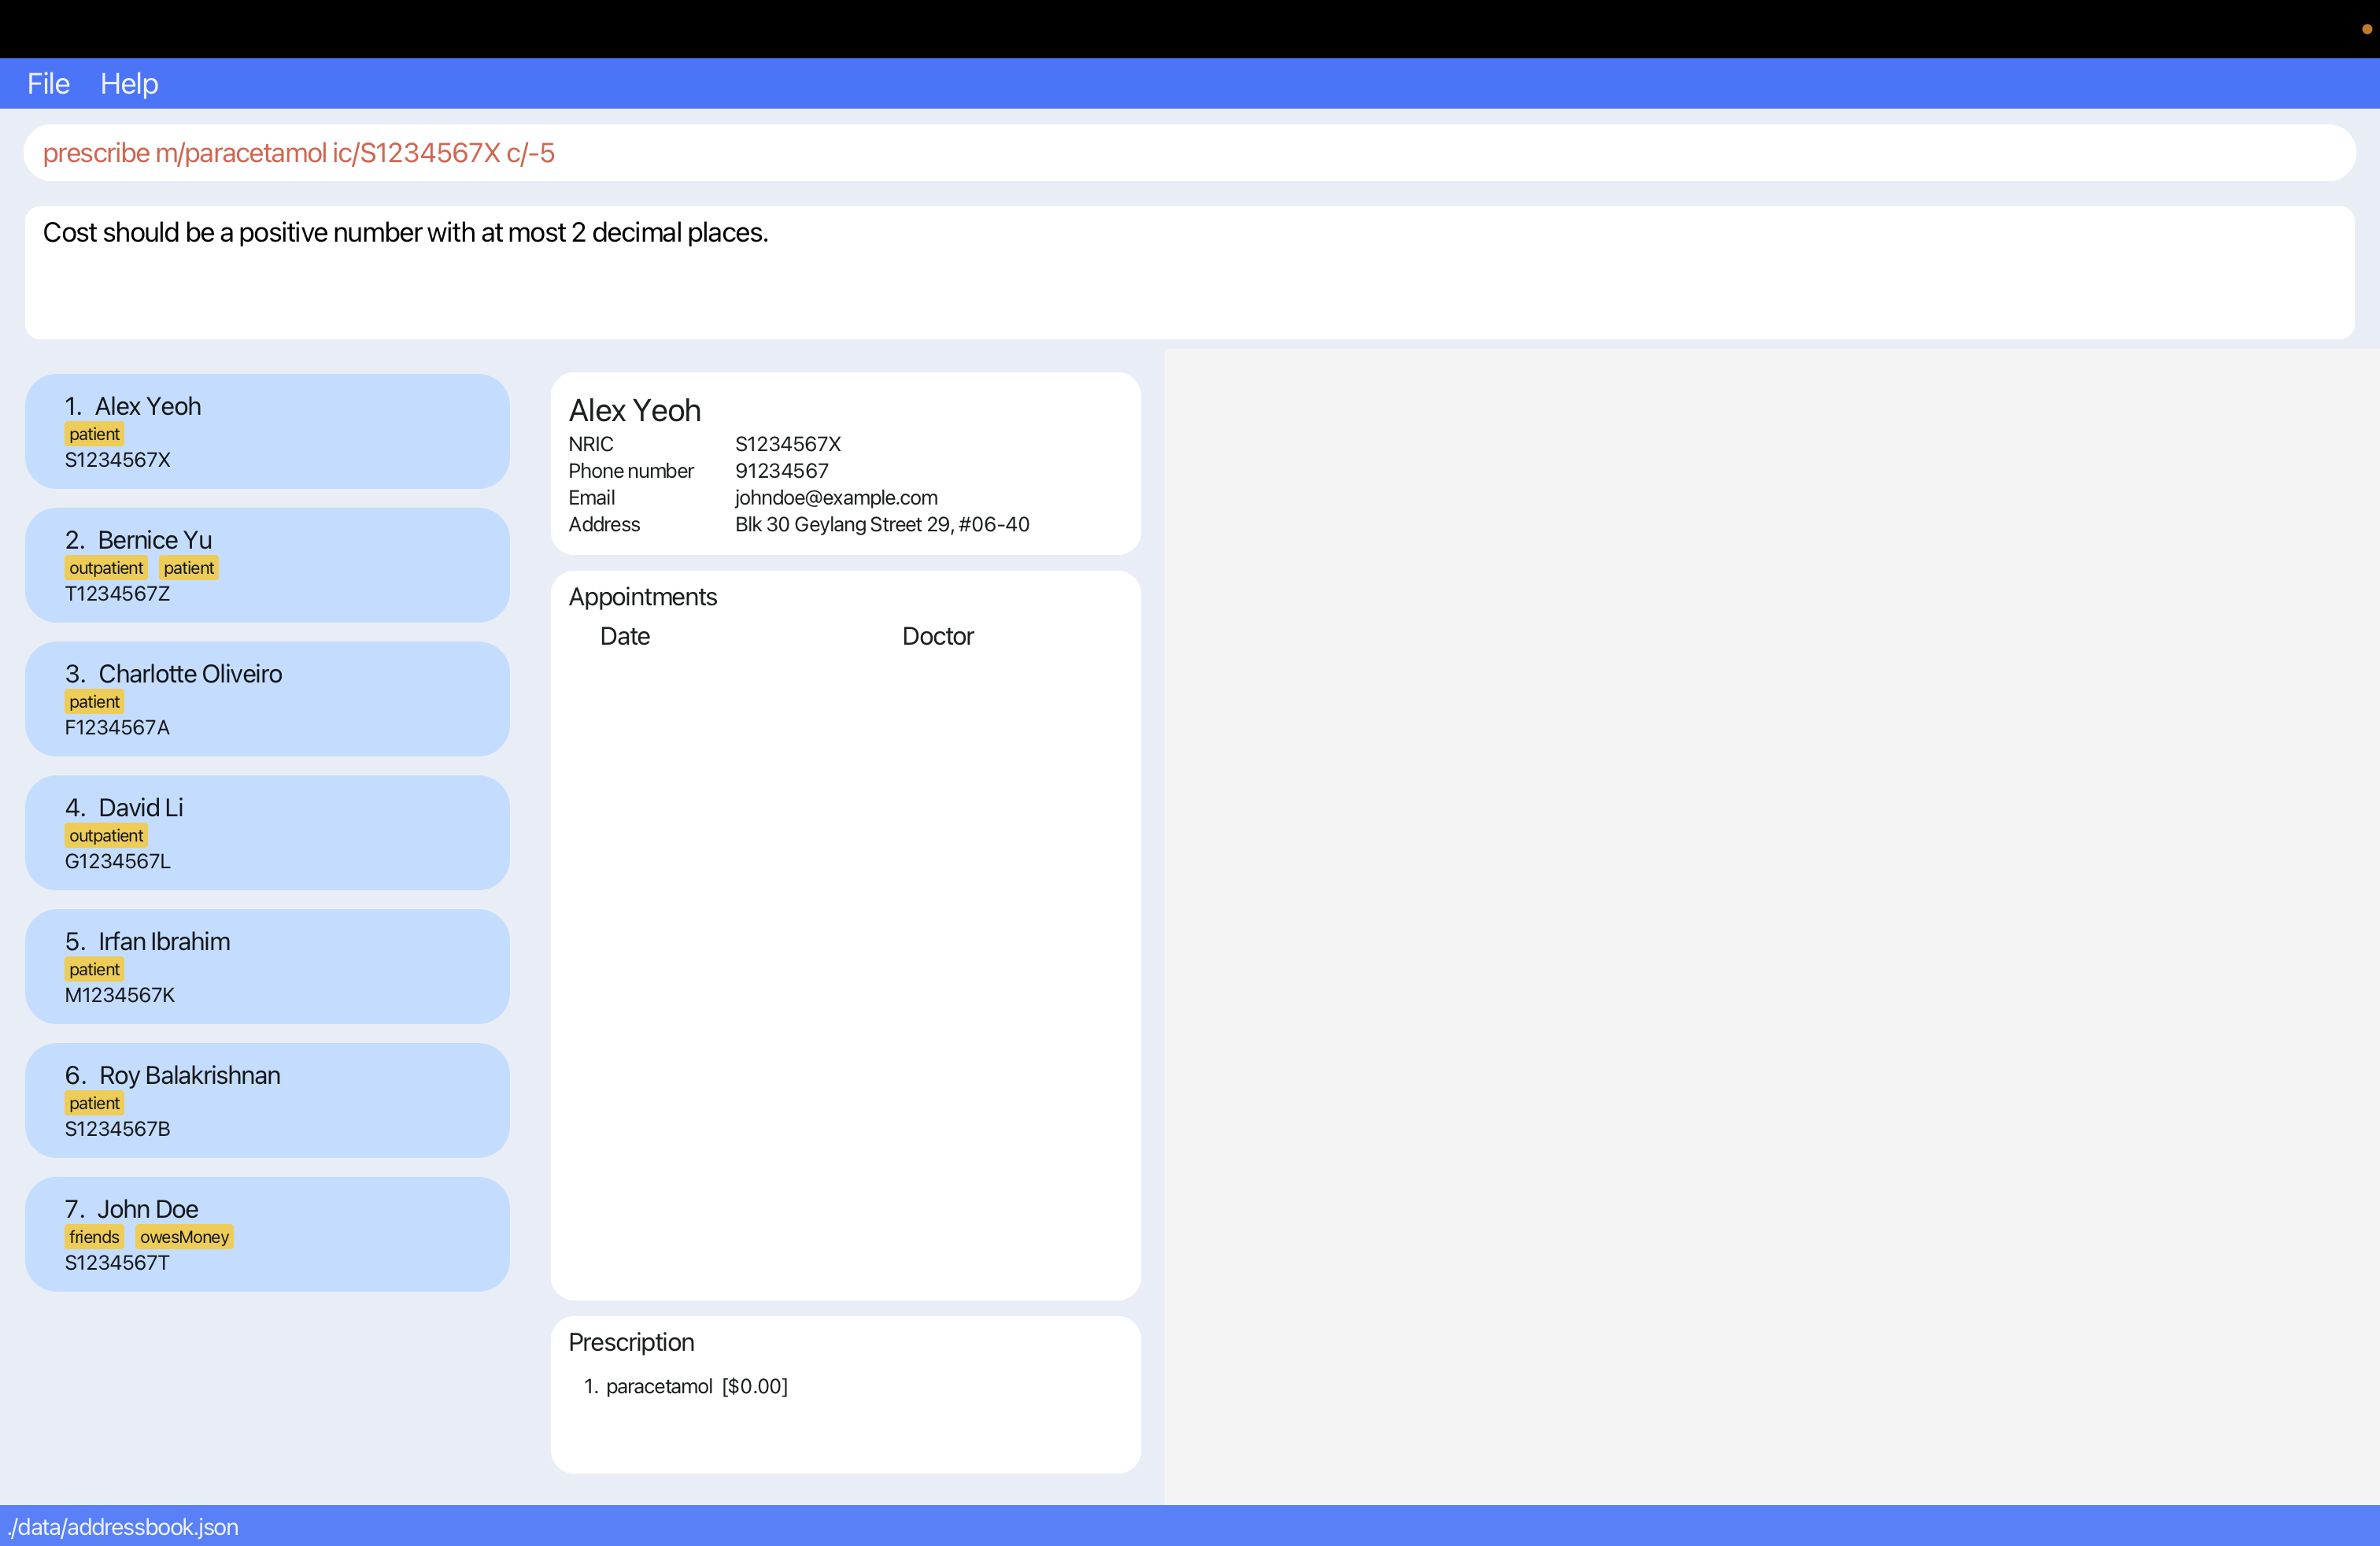 File Help
prescribe m/paracetamol ic/S1234567X c/-5
Cost should be a positive number with at most 2 decimal places.
1. Alex Yeoh
patient
S1234567X
2. Bernice Yu
outpatient patient
T1234567Z
3. Charlotte Oliveiro
patient
F1234567A
4. David Li
outpatient
G1234567L
5. Irfan Ibrahim
patient
M1234567K
6. Roy Balakrishnan
patient
S1234567B
7. John Doe
friends owesMoney
S1234567T
Alex Yeoh
NRIC S1234567X
Phone number 91234567
Email johndoe@example.com
Address Blk 30 Geylang Street 29, #06-40
Appointments
Date Doctor
Prescription
1. paracetamol [$0.00]
./data/addressbook.json